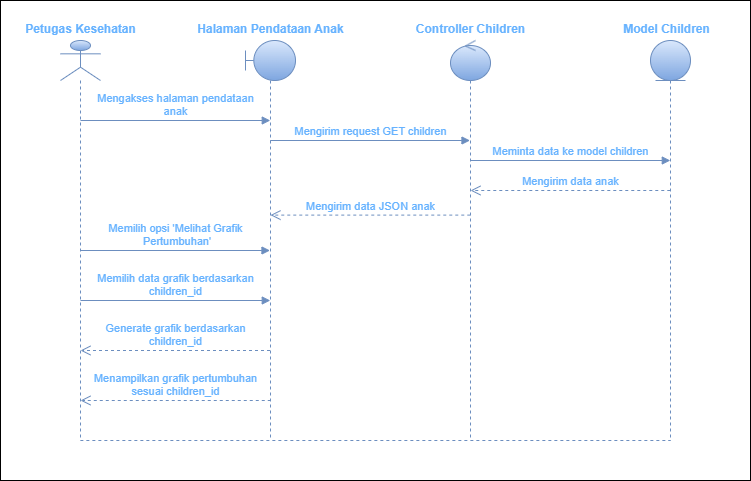 Petugas Kesehatan
Halaman Pendataan Anak
Controller Children
Model Children
Mengakses halaman pendataan
anak
Mengirim request GET children
Meminta data ke model children
Mengirim data anak
Mengirim data JSON anak
Memilih opsi 'Melihat Grafik
Pertumbuhan'
Memilih data grafik berdasarkan
children_id
Generate grafik berdasarkan
children_id
Menampilkan grafik pertumbuhan
sesuai children_id